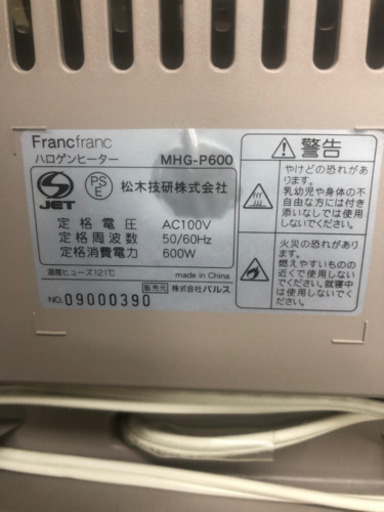 Francfranc
ハロゲンヒーター MHG-P600
JET
PS
E
松木技研株式会社
定格電圧 AC100V
定格周波数 50/60Hz
定格消費電力 600W
温度ヒューズ121℃ made in China
NO. 09000390
販売元 株式会社パルス
警告
やけどの恐れがあり
ます。
乳幼児や身体の不
自由な方には付き
添いなしでは使用
しないでください。
火災の恐れがあり
ます。
燃えやすいものの
近くで使用しない
でください。就寝中
は使用しないでく
ださい。